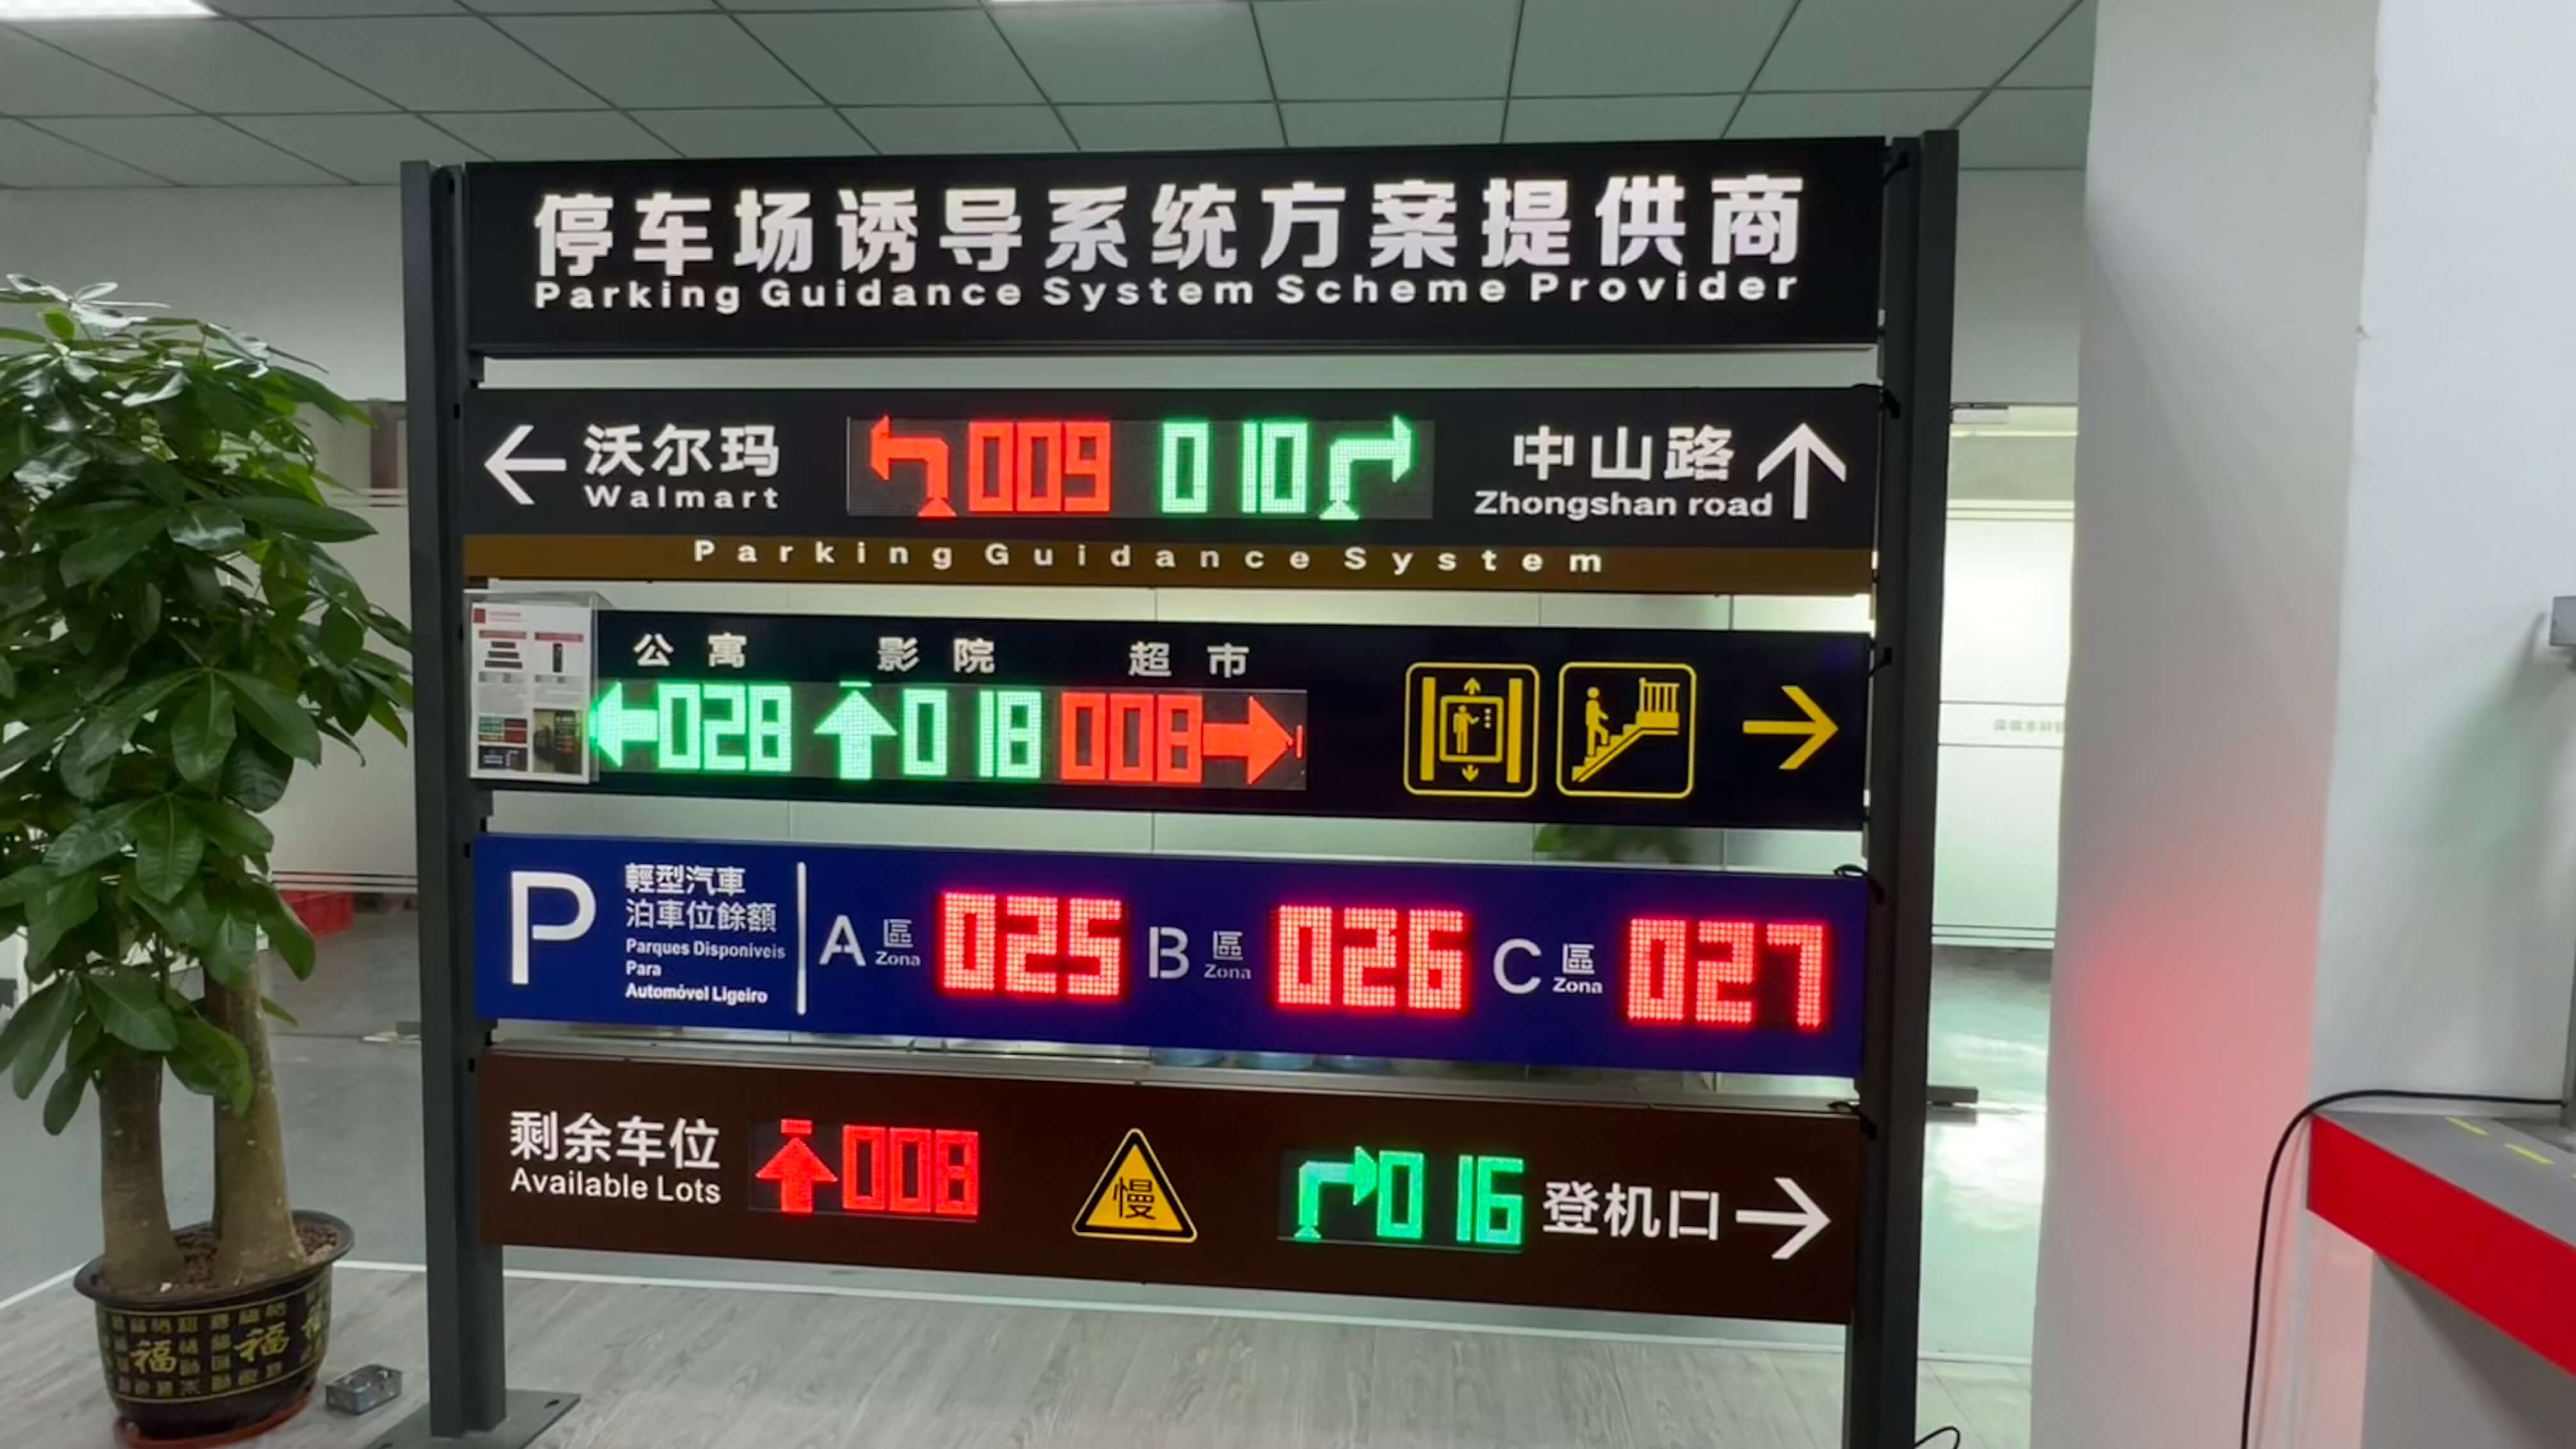 停车场诱导系统方案提供商
Parking Guidance System Scheme Provider
沃尔玛 009 010 中山路
Walmart Zhongshan road
Parking Guidance System
公寓 影院 超市
028 018 008
P 輕型汽車
泊車位餘額
Parques Disponíveis
Para
Automóvel Ligeiro
A 區 Zona 025 B 區 Zona 026 C 區 Zona 027
剩余车位 008 慢 016 登机口
Available Lots
福 福